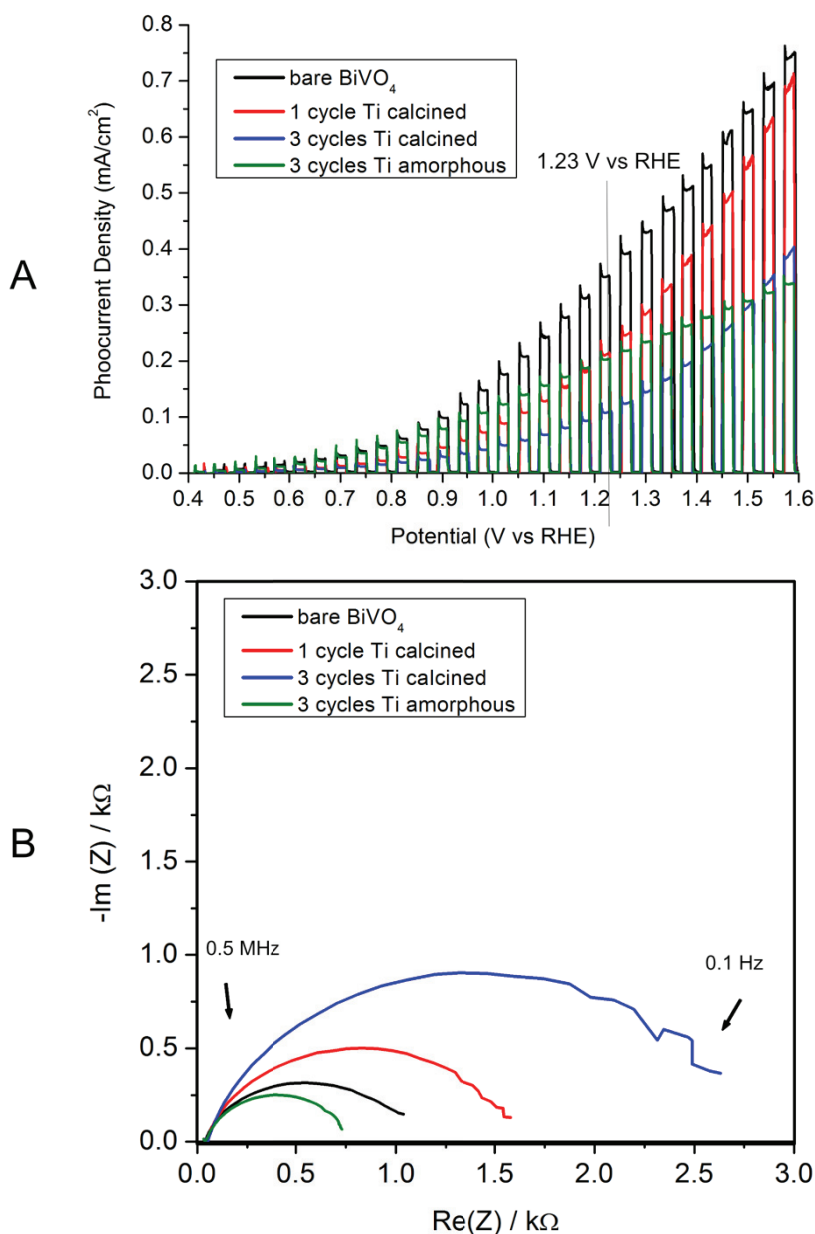 A
Phoocurrent Density (mA/cm²)
0.8
0.7
0.6
0.5
0.4
0.3
0.2
0.1
0.0
bare BiVO₄
1 cycle Ti calcined
3 cycles Ti calcined
3 cycles Ti amorphous
1.23 V vs RHE
0.4 0.5 0.6 0.7 0.8 0.9 1.0 1.1 1.2 1.3 1.4 1.5 1.6
Potential (V vs RHE)
B
-Im (Z) / kΩ
3.0
2.5
2.0
1.5
1.0
0.5
0.0
bare BiVO₄
1 cycle Ti calcined
3 cycles Ti calcined
3 cycles Ti amorphous
0.5 MHz
0.1 Hz
0.0 0.5 1.0 1.5 2.0 2.5 3.0
Re(Z) / kΩ